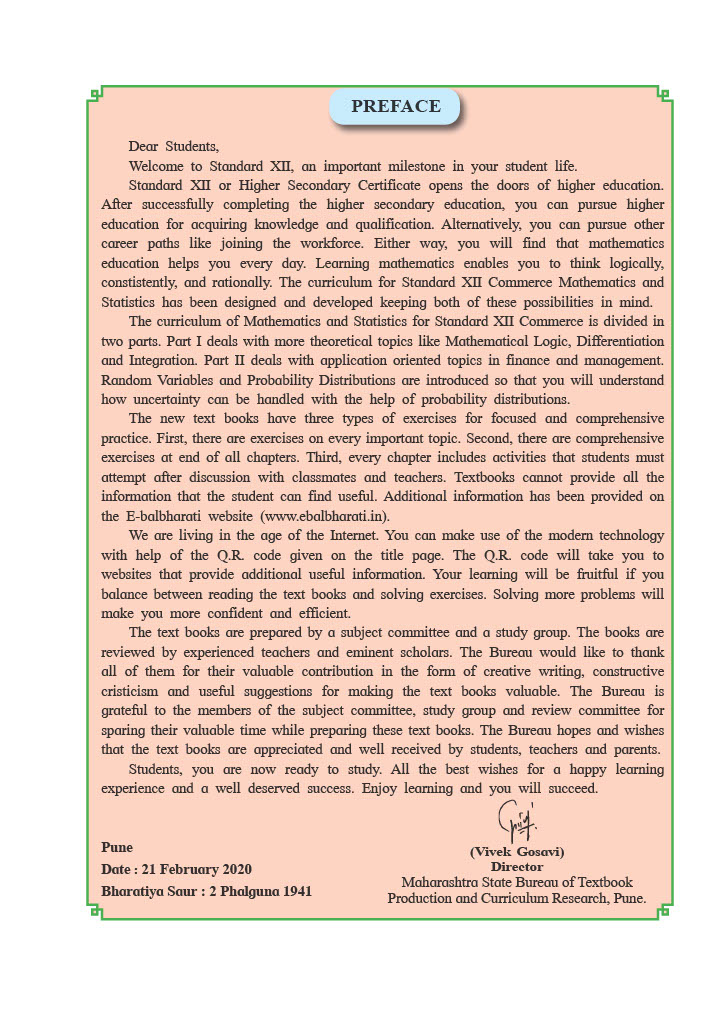 PREFACE
Dear Students,
Welcome to Standard XII, an important milestone in your student life.
Standard XII or Higher Secondary Certificate opens the doors of higher education.
After successfully completing the higher secondary education, you can pursue higher
education for acquiring knowledge and qualification. Alternatively, you can pursue other
career paths like joining the workforce. Either way, you will find that mathematics
education helps you every day. Learning mathematics enables you to think logically,
constistently, and rationally. The curriculum for Standard XII Commerce Mathematics and
Statistics has been designed and developed keeping both of these possibilities in mind.
The curriculum of Mathematics and Statistics for Standard XII Commerce is divided in
two parts. Part I deals with more theoretical topics like Mathematical Logic, Differentiation
and Integration. Part II deals with application oriented topics in finance and management.
Random Variables and Probability Distributions are introduced so that you will understand
how uncertainty can be handled with the help of probability distributions.
The new text books have three types of exercises for focused and comprehensive
practice. First, there are exercises on every important topic. Second, there are comprehensive
exercises at end of all chapters. Third, every chapter includes activities that students must
attempt after discussion with classmates and teachers. Textbooks cannot provide all the
information that the student can find useful. Additional information has been provided on
the E-balbharati website (www.ebalbharati.in).
We are living in the age of the Internet. You can make use of the modern technology
with help of the Q.R. code given on the title page. The Q.R. code will take you to
websites that provide additional useful information. Your learning will be fruitful if you
balance between reading the text books and solving exercises. Solving more problems will
make you more confident and efficient.
The text books are prepared by a subject committee and a study group. The books are
reviewed by experienced teachers and eminent scholars. The Bureau would like to thank
all of them for their valuable contribution in the form of creative writing, constructive
cristicism and useful suggestions for making the text books valuable. The Bureau is
grateful to the members of the subject committee, study group and review committee for
sparing their valuable time while preparing these text books. The Bureau hopes and wishes
that the text books are appreciated and well received by students, teachers and parents.
Students, you are now ready to study. All the best wishes for a happy learning
experience and a well deserved success. Enjoy learning and you will succeed.
Pune
Date : 21 February 2020
Bharatiya Saur : 2 Phalguna 1941
(Vivek Gosavi)
Director
Maharashtra State Bureau of Textbook
Production and Curriculum Research, Pune.